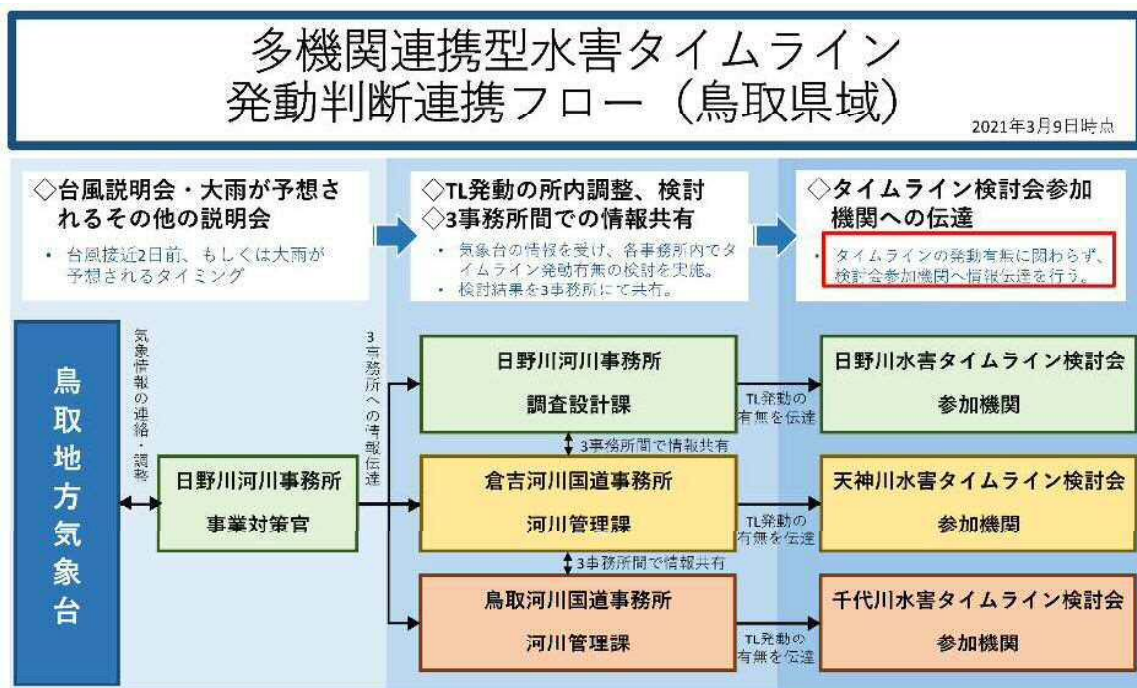 多機関連携型水害タイムライン
発動判断連携フロー（鳥取県域）
2021年3月9日時点
◇台風説明会・大雨が予想さ
れるその他の説明会
• 台風接近2日前、もしくは大雨が
予想されるタイミング
◇TL発動の所内調整、検討
◇3事務所間での情報共有
• 気象台の情報を受け、各事務所内でタ
イムライン発動有無の検討を実施。
• 検討結果を3事務所にて共有。
◇タイムライン検討会参加
機関への伝達
• タイムラインの発動有無に関わらず、
検討会参加機関へ情報伝達を行う。
鳥取地方気象台
気象情報の連絡・調整
日野川河川事務所
事業対策官
3事務所への情報伝達
日野川河川事務所
調査設計課
TL発動の
有無を伝達
日野川水害タイムライン検討会
参加機関
3事務所間で情報共有
倉吉河川国道事務所
河川管理課
TL発動の
有無を伝達
天神川水害タイムライン検討会
参加機関
3事務所間で情報共有
鳥取河川国道事務所
河川管理課
TL発動の
有無を伝達
千代川水害タイムライン検討会
参加機関